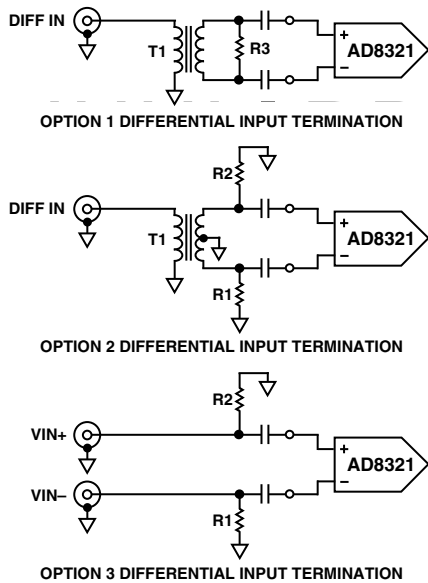 DIFF IN
T1
R3
+
−
AD8321
OPTION 1 DIFFERENTIAL INPUT TERMINATION
R2
DIFF IN
T1
+
−
AD8321
R1
OPTION 2 DIFFERENTIAL INPUT TERMINATION
R2
VIN+
+
−
AD8321
VIN–
R1
OPTION 3 DIFFERENTIAL INPUT TERMINATION